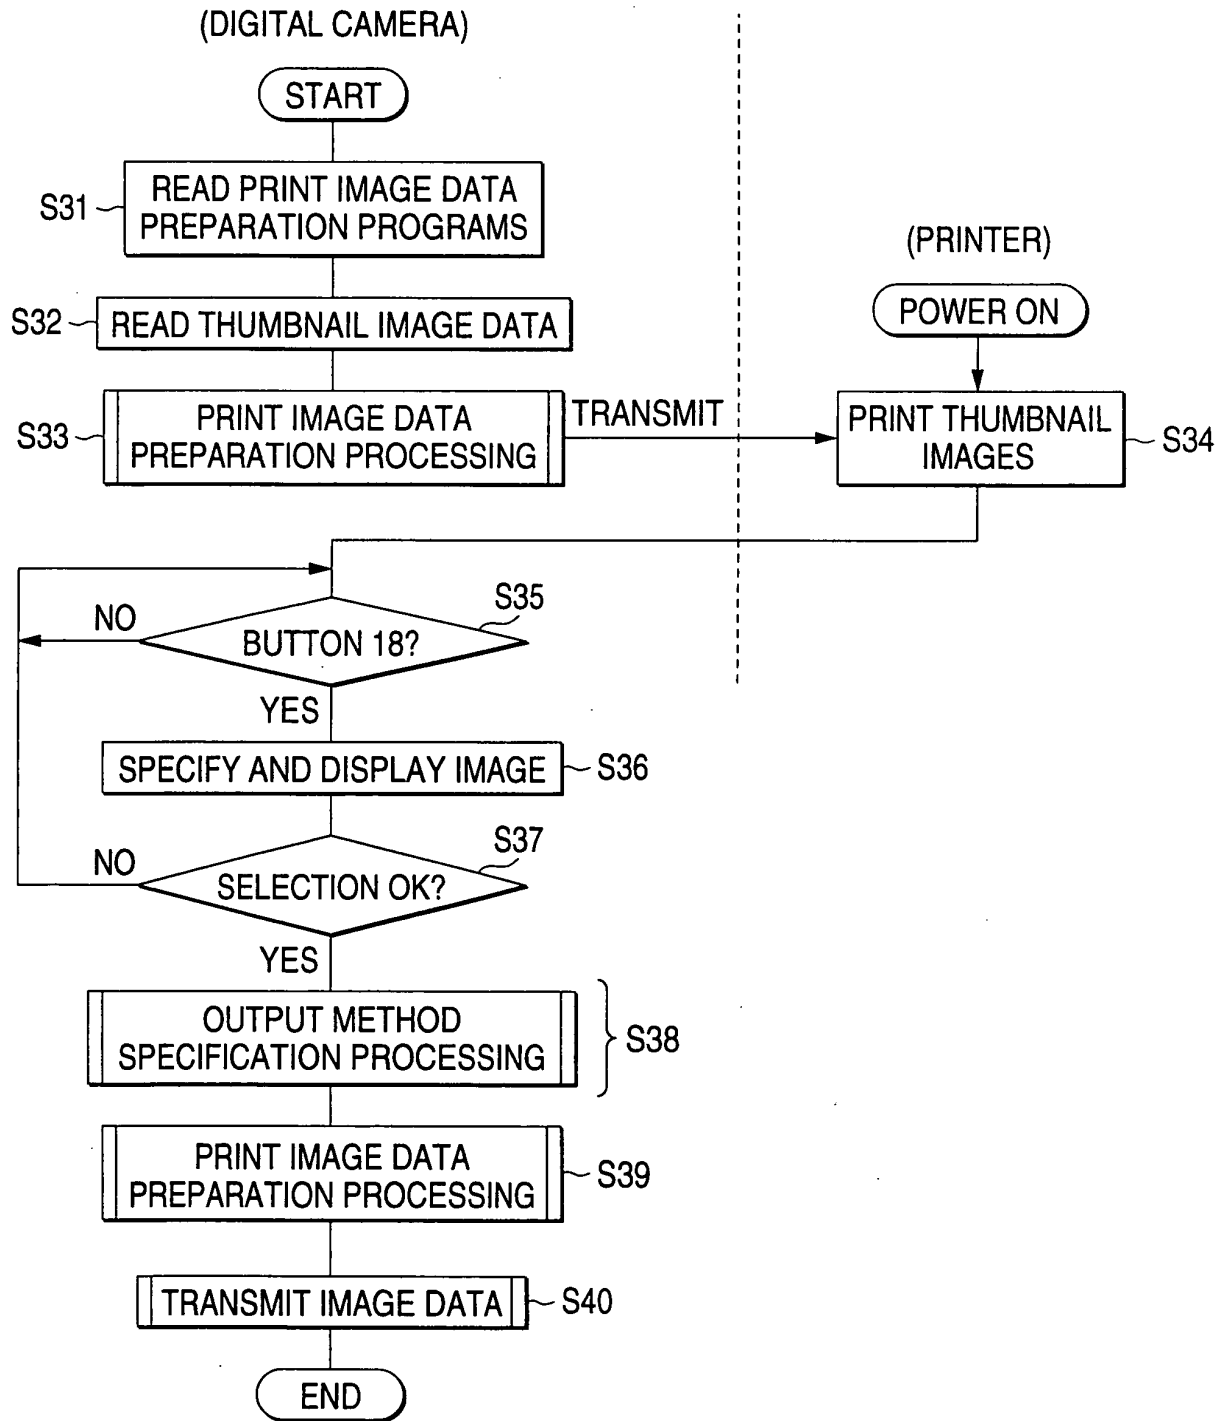 (DIGITAL CAMERA)
START
S31
READ PRINT IMAGE DATA
PREPARATION PROGRAMS
(PRINTER)
S32
READ THUMBNAIL IMAGE DATA
POWER ON
S33
PRINT IMAGE DATA
PREPARATION PROCESSING
TRANSMIT
PRINT THUMBNAIL
IMAGES
S34
S35
NO
BUTTON 18?
YES
SPECIFY AND DISPLAY IMAGE
S36
S37
NO
SELECTION OK?
YES
OUTPUT METHOD
SPECIFICATION PROCESSING
S38
PRINT IMAGE DATA
PREPARATION PROCESSING
S39
TRANSMIT IMAGE DATA
S40
END